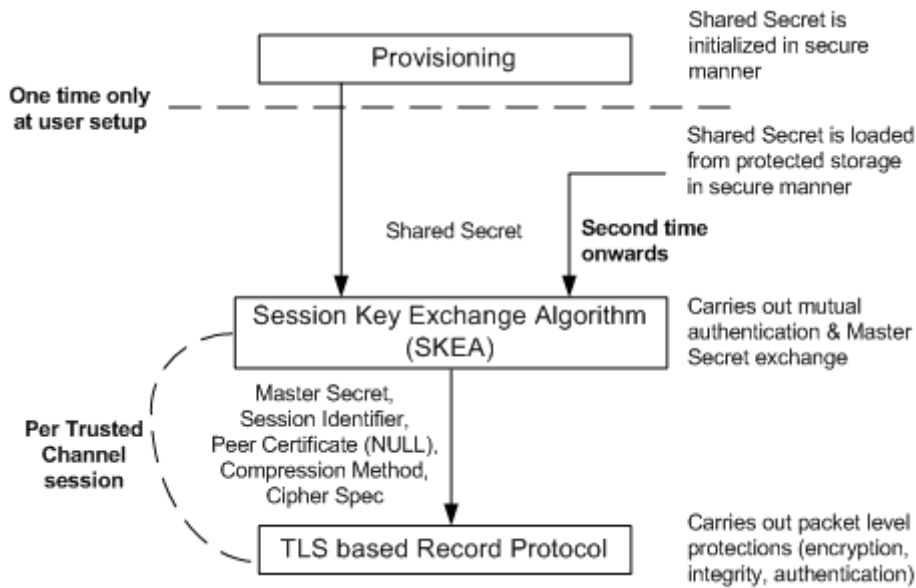 Shared Secret is
initialized in secure
manner
Provisioning
One time only
at user setup
Shared Secret is loaded
from protected storage
in secure manner
Shared Secret
Second time
onwards
Session Key Exchange Algorithm
(SKEA)
Carries out mutual
authentication & Master
Secret exchange
Master Secret,
Session Identifier,
Peer Certificate (NULL),
Compression Method,
Cipher Spec
Per Trusted
Channel
session
TLS based Record Protocol
Carries out packet level
protections (encryption,
integrity, authentication)